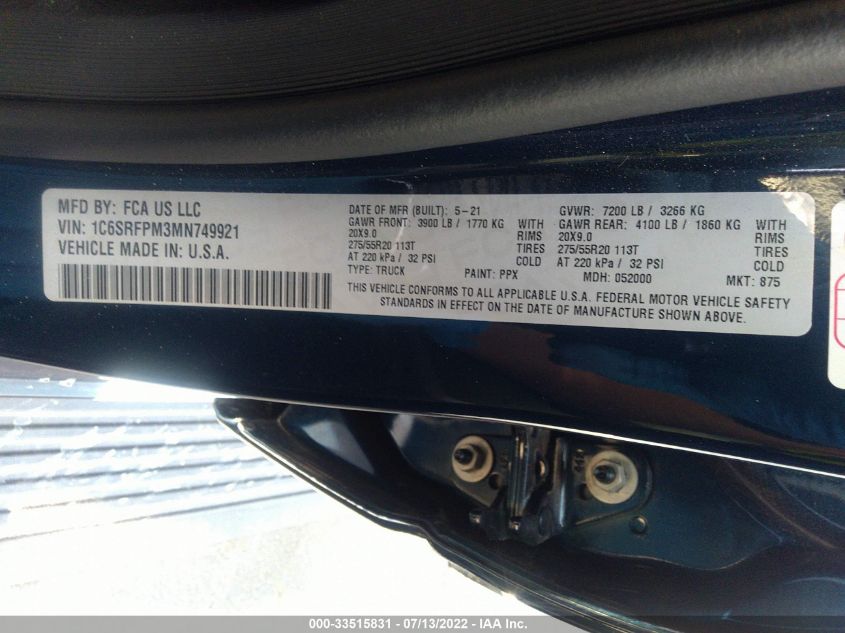 MFD BY: FCA US LLC
VIN: 1C6SRFPM3MN749921
VEHICLE MADE IN: U.S.A.
DATE OF MFR (BUILT): 5-21
GAWR FRONT: 3900 LB / 1770 KG WITH
20X9.0 RIMS
275/55R20 113T TIRES
AT 220 kPa / 32 PSI COLD
TYPE: TRUCK PAINT: PPX
GVWR: 7200 LB / 3266 KG
GAWR REAR: 4100 LB / 1860 KG WITH
20X9.0 RIMS
275/55R20 113T TIRES
AT 220 kPa / 32 PSI COLD
MDH: 052000 MKT: 875
THIS VEHICLE CONFORMS TO ALL APPLICABLE U.S.A. FEDERAL MOTOR VEHICLE SAFETY
STANDARDS IN EFFECT ON THE DATE OF MANUFACTURE SHOWN ABOVE.
000-33515831 - 07/13/2022 - IAA Inc.